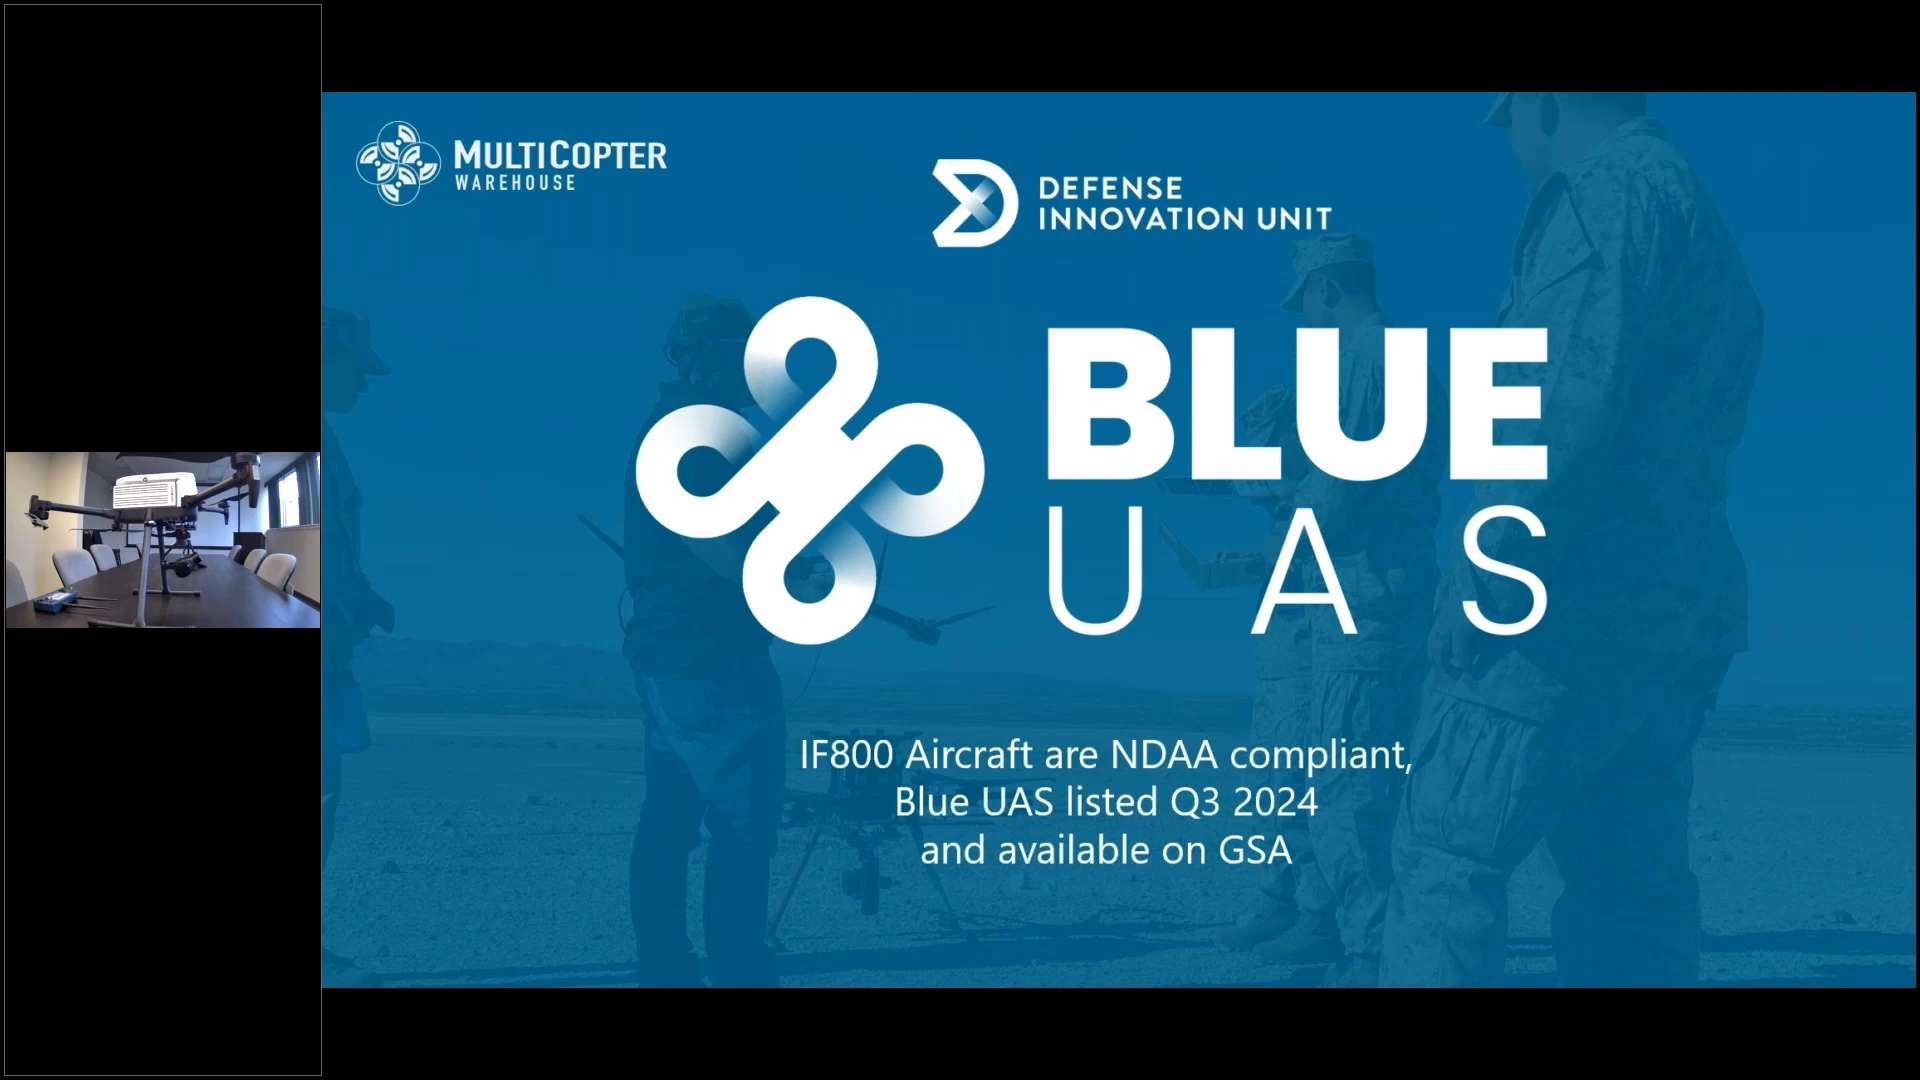 MULTICOPTER
WAREHOUSE
DEFENSE
INNOVATION UNIT
BLUE
UAS
IF800 Aircraft are NDAA compliant,
Blue UAS listed Q3 2024
and available on GSA